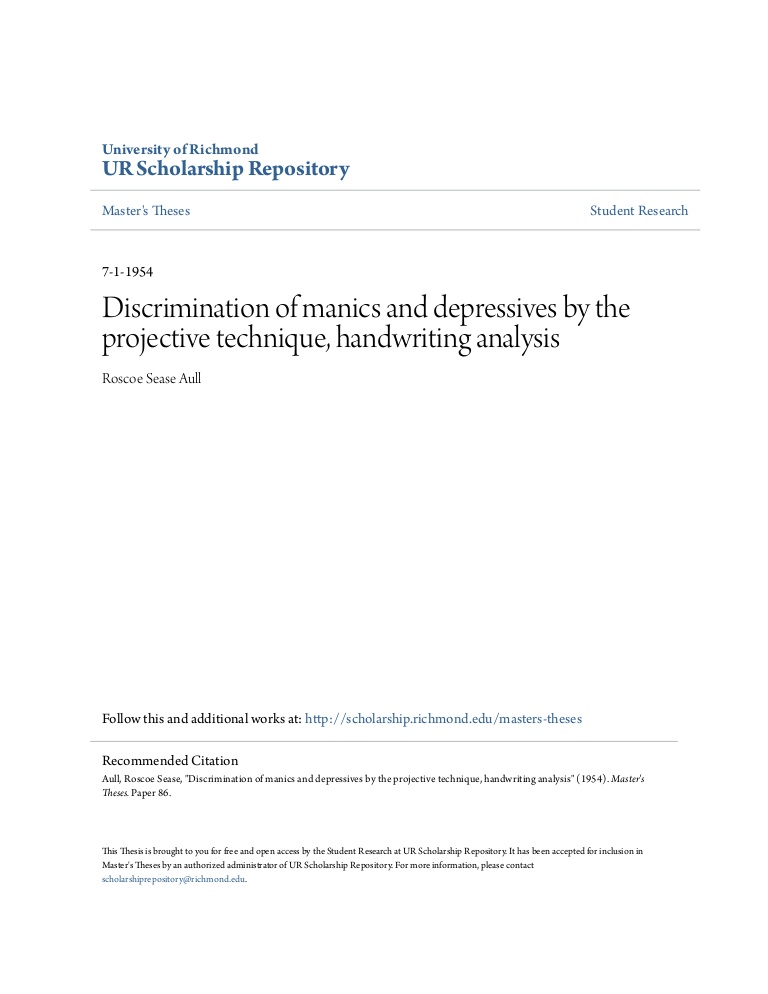 University of Richmond
UR Scholarship Repository
Master's Theses
Student Research
7-1-1954
Discrimination of manics and depressives by the
projective technique, handwriting analysis
Roscoe Sease Aull
Follow this and additional works at: http://scholarship.richmond.edu/masters-theses
Recommended Citation
Aull, Roscoe Sease, "Discrimination of manics and depressives by the projective technique, handwriting analysis" (1954). Master's
Theses. Paper 86.
This Thesis is brought to you for free and open access by the Student Research at UR Scholarship Repository. It has been accepted for inclusion in
Master's Theses by an authorized administrator of UR Scholarship Repository. For more information, please contact
scholarshiprepository@richmond.edu.